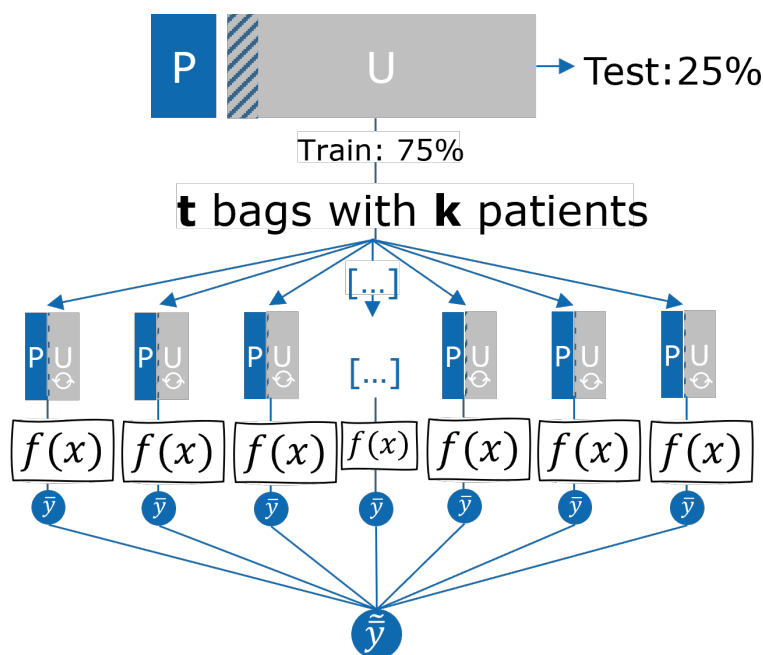 P U
Test:25%
Train: 75%
t bags with k patients
[...]
P U P U P U [...] P U P U P U
f(x) f(x) f(x) f(x) f(x) f(x) f(x)
ȳ ȳ ȳ ȳ ȳ ȳ ȳ
ỹ̄